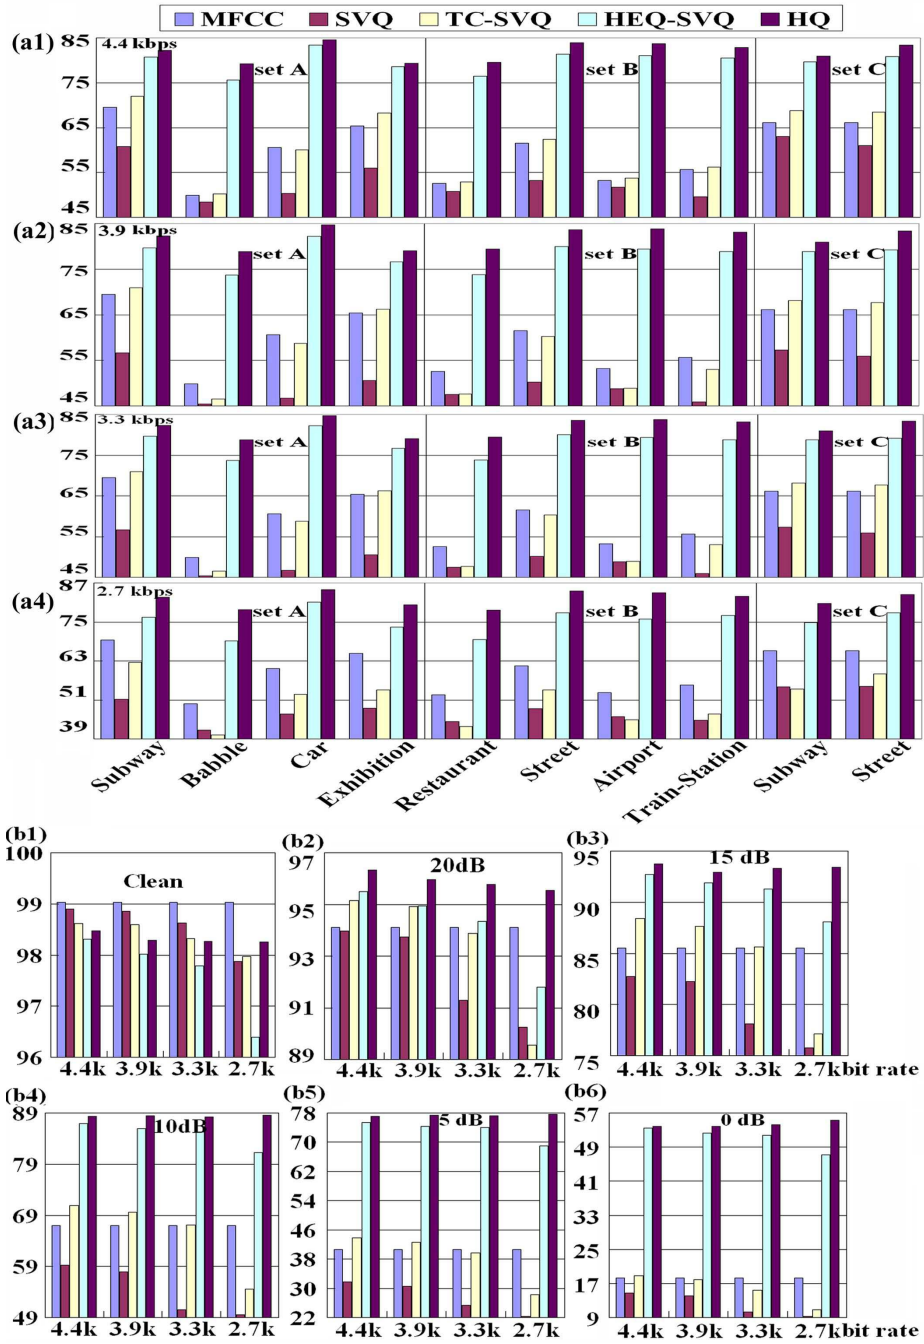 MFCC SVQ TC-SVQ HEQ-SVQ HQ
(a1) 85 4.4 kbps set A set B set C
75
65
55
45
(a2) 85 3.9 kbps set A set B set C
75
65
55
45
(a3) 85 3.3 kbps set A set B set C
75
65
55
45
(a4) 87 2.7 kbps set A set B set C
75
63
51
39
Subway Babble Car Exhibition Restaurant Street Airport Train-Station Subway Street
(b1)
100
Clean
99
98
97
96
4.4k 3.9k 3.3k 2.7k
(b2)
97
20dB
95
93
91
89
4.4k 3.9k 3.3k 2.7k
(b3)
95
15 dB
90
85
80
75
4.4k 3.9k 3.3k 2.7k bit rate
(b4)
89
10dB
79
69
59
49
4.4k 3.9k 3.3k 2.7k
(b5)
78
5 dB
70
62
54
46
38
30
22
4.4k 3.9k 3.3k 2.7k
(b6)
57
0 dB
49
41
33
25
17
9
4.4k 3.9k 3.3k 2.7k bit rate